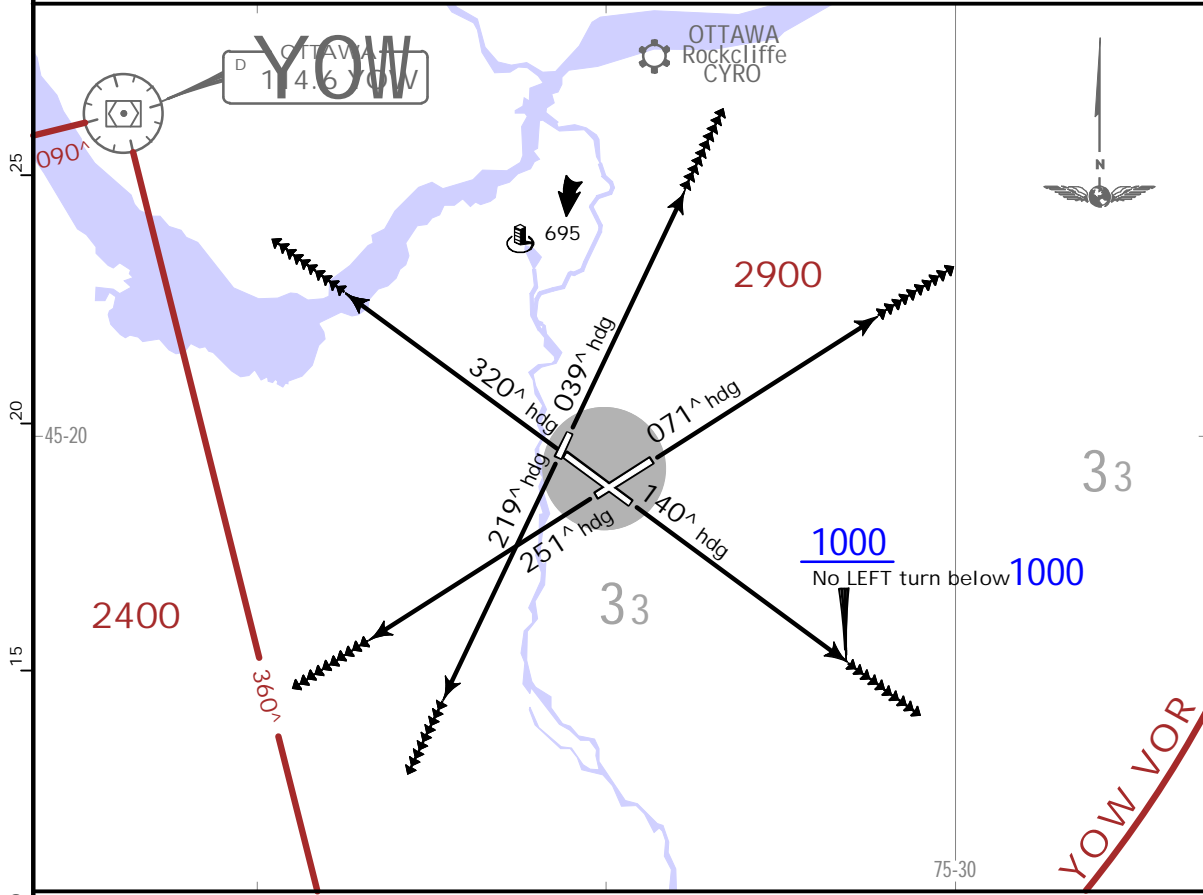 OTTAWA
D
114.6 YOW
YOW
OTTAWA
Rockcliffe
CYRO
N
25
090^
695
2900
039^ hdg
320^ hdg
071^ hdg
20
45-20
33
219^ hdg
251^ hdg
140^ hdg
1000
No LEFT turn below 1000
33
2400
15
360^
YOW VOR
75-30